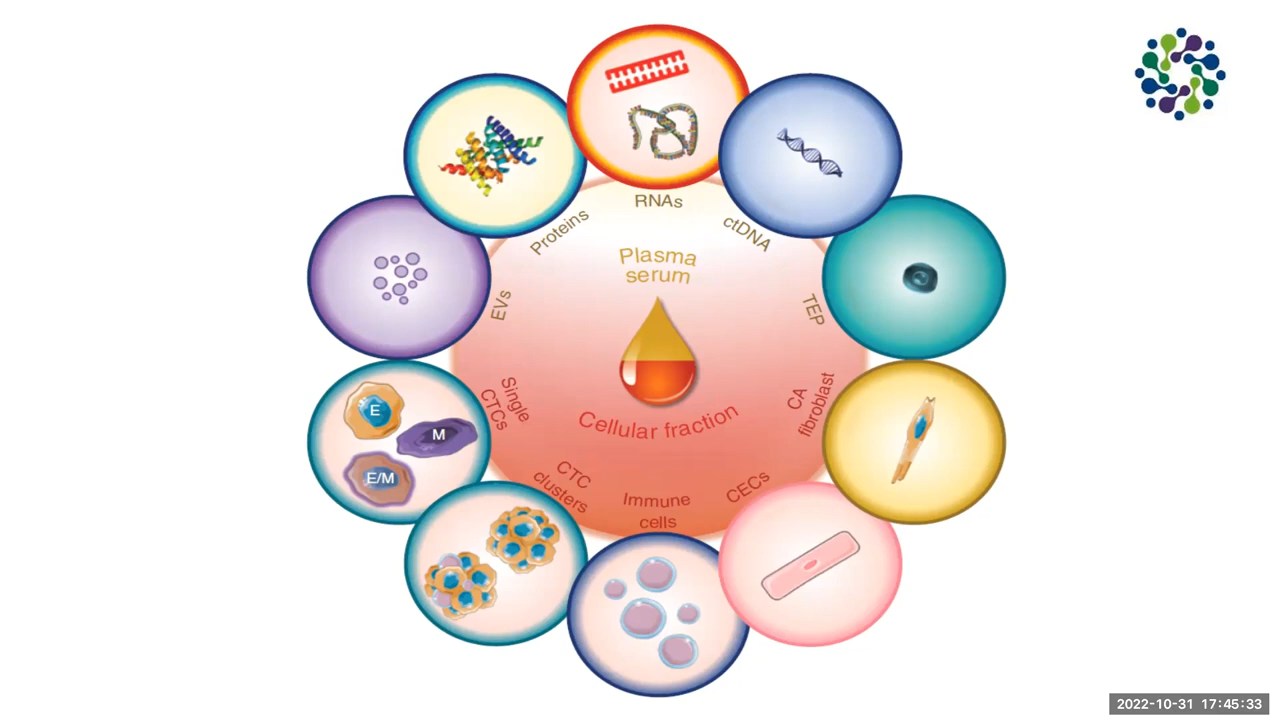 RNAs
Proteins
ctDNA
Plasma
serum
EVs
TEP
Single
CTCs
CA
fibroblast
Cellular fraction
E
M
E/M
CTC
clusters
Immune
cells
CECs
2022-10-31 17:45:33